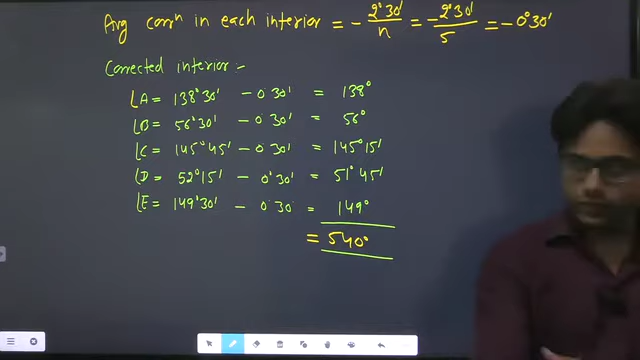 Avg corrⁿ in each interior = - 2°30'/n = - 2°30'/5 = - 0°30'
Corrected interior :-
∠A = 138°30' - 0 30' = 138°
∠B = 56°30' - 0 30' = 56°
∠C = 145°45' - 0 30' = 145°15'
∠D = 52°15' - 0°30' = 51°45'
∠E = 149°30' - 0°30 = 149°
= 540°